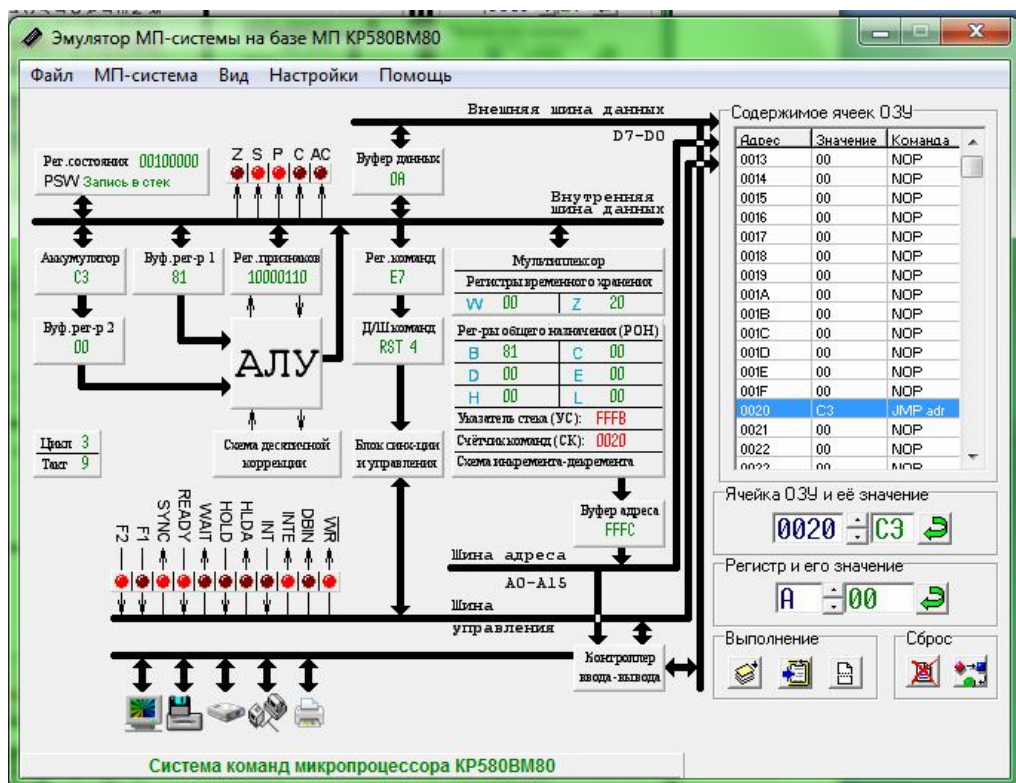 Эмулятор МП-системы на базе МП КР580ВМ80
Файл МП-система Вид Настройки Помощь
Внешняя шина данных
D7-D0
Рег.состояния 00100000
PSW Запись в стек
Z S P C AC
Буфер данных
0A
Внутренняя
шина данных
Аккумулятор
C3
Буф.рег-р 1
81
Рег.признаков
10000110
Рег.команд
E7
Мультиплексор
Регистры временного хранения
W 00 Z 20
Буф.рег-р 2
00
АЛУ
Д/Ш команд
RST 4
Рег-ры общего назначения (РОН)
B 81 C 00
D 00 E 00
H 00 L 00
Указатель стека (УС): FFFB
Счётчик команд (СК): 0020
Схема инкремента-декремента
Цикл 3
Такт 9
Схема десятичной
коррекции
Блок синх-ции
и управления
Буфер адреса
FFFC
F2 F1 SYNC READY WAIT HOLD HLDA INT INTE DBIN WR
Шина адреса
A0-A15
Шина
управления
Контроллер
ввода-вывода
Содержимое ячеек ОЗУ
Адрес Значение Команда
0013 00 NOP
0014 00 NOP
0015 00 NOP
0016 00 NOP
0017 00 NOP
0018 00 NOP
0019 00 NOP
001A 00 NOP
001B 00 NOP
001C 00 NOP
001D 00 NOP
001E 00 NOP
001F 00 NOP
0020 C3 JMP adr
0021 00 NOP
0022 00 NOP
0023 00 NOP
Ячейка ОЗУ и её значение
0020 C3
Регистр и его значение
A 00
Выполнение
Сброс
Система команд микропроцессора КР580ВМ80